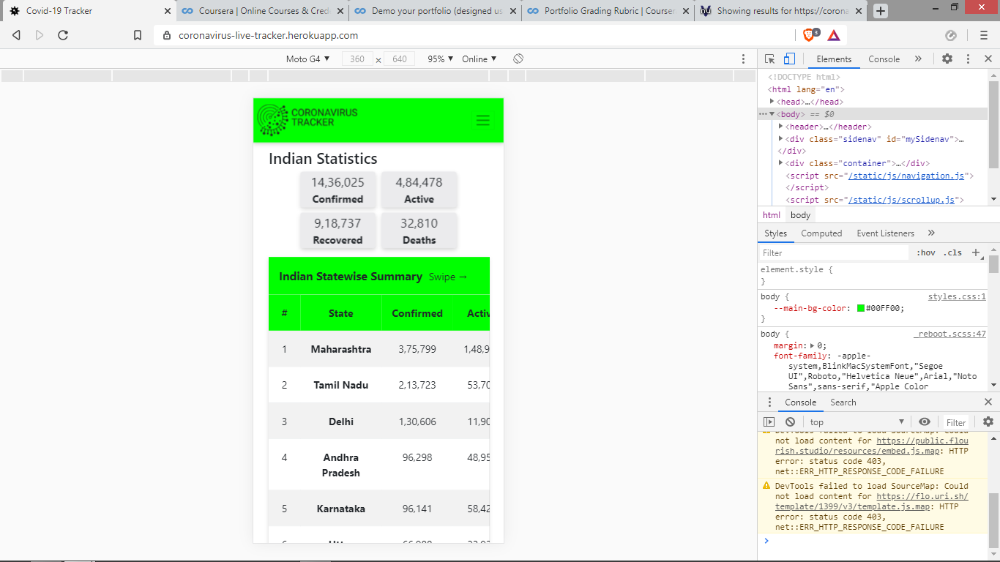 Covid-19 Tracker
Coursera | Online Courses & Cred
Demo your portfolio (designed us
Portfolio Grading Rubric | Courser
Showing results for https://corona
coronavirus-live-tracker.herokuapp.com
3
Moto G4 ▼ 360 × 640 95% ▼ Online ▼
CORONAVIRUS
TRACKER
Indian Statistics
14,36,025 4,84,478
Confirmed Active
9,18,737 32,810
Recovered Deaths
Indian Statewise Summary Swipe →
# State Confirmed Activ
1 Maharashtra 3,75,799 1,48,9
2 Tamil Nadu 2,13,723 53,70
3 Delhi 1,30,606 11,90
4 Andhra Pradesh 96,298 48,95
5 Karnataka 96,141 58,42
Elements Console »
<!DOCTYPE html>
<html lang="en">
<head>…</head>
<body> == $0
<header>…</header>
<div class="sidenav" id="mySidenav">…
</div>
<div class="container">…</div>
<script src="/static/js/navigation.js">
</script>
<script src="/static/js/scrollup.js">
html body
Styles Computed Event Listeners »
Filter :hov .cls +
element.style {
}
body { styles.css:1
--main-bg-color: #00FF00;
}
body { _reboot.scss:47
margin: 0;
font-family: -apple-
system,BlinkMacSystemFont,"Segoe
UI",Roboto,"Helvetica Neue",Arial,"Noto
Sans",sans-serif,"Apple Color
Console Search
top ▼ Filter
DevTools failed to load SourceMap: Could
not load content for https://public.flou
rish.studio/resources/embed.js.map: HTTP
error: status code 403,
net::ERR_HTTP_RESPONSE_CODE_FAILURE
DevTools failed to load SourceMap: Could
not load content for https://flo.uri.sh/
template/1399/v3/template.js.map: HTTP
error: status code 403,
net::ERR_HTTP_RESPONSE_CODE_FAILURE